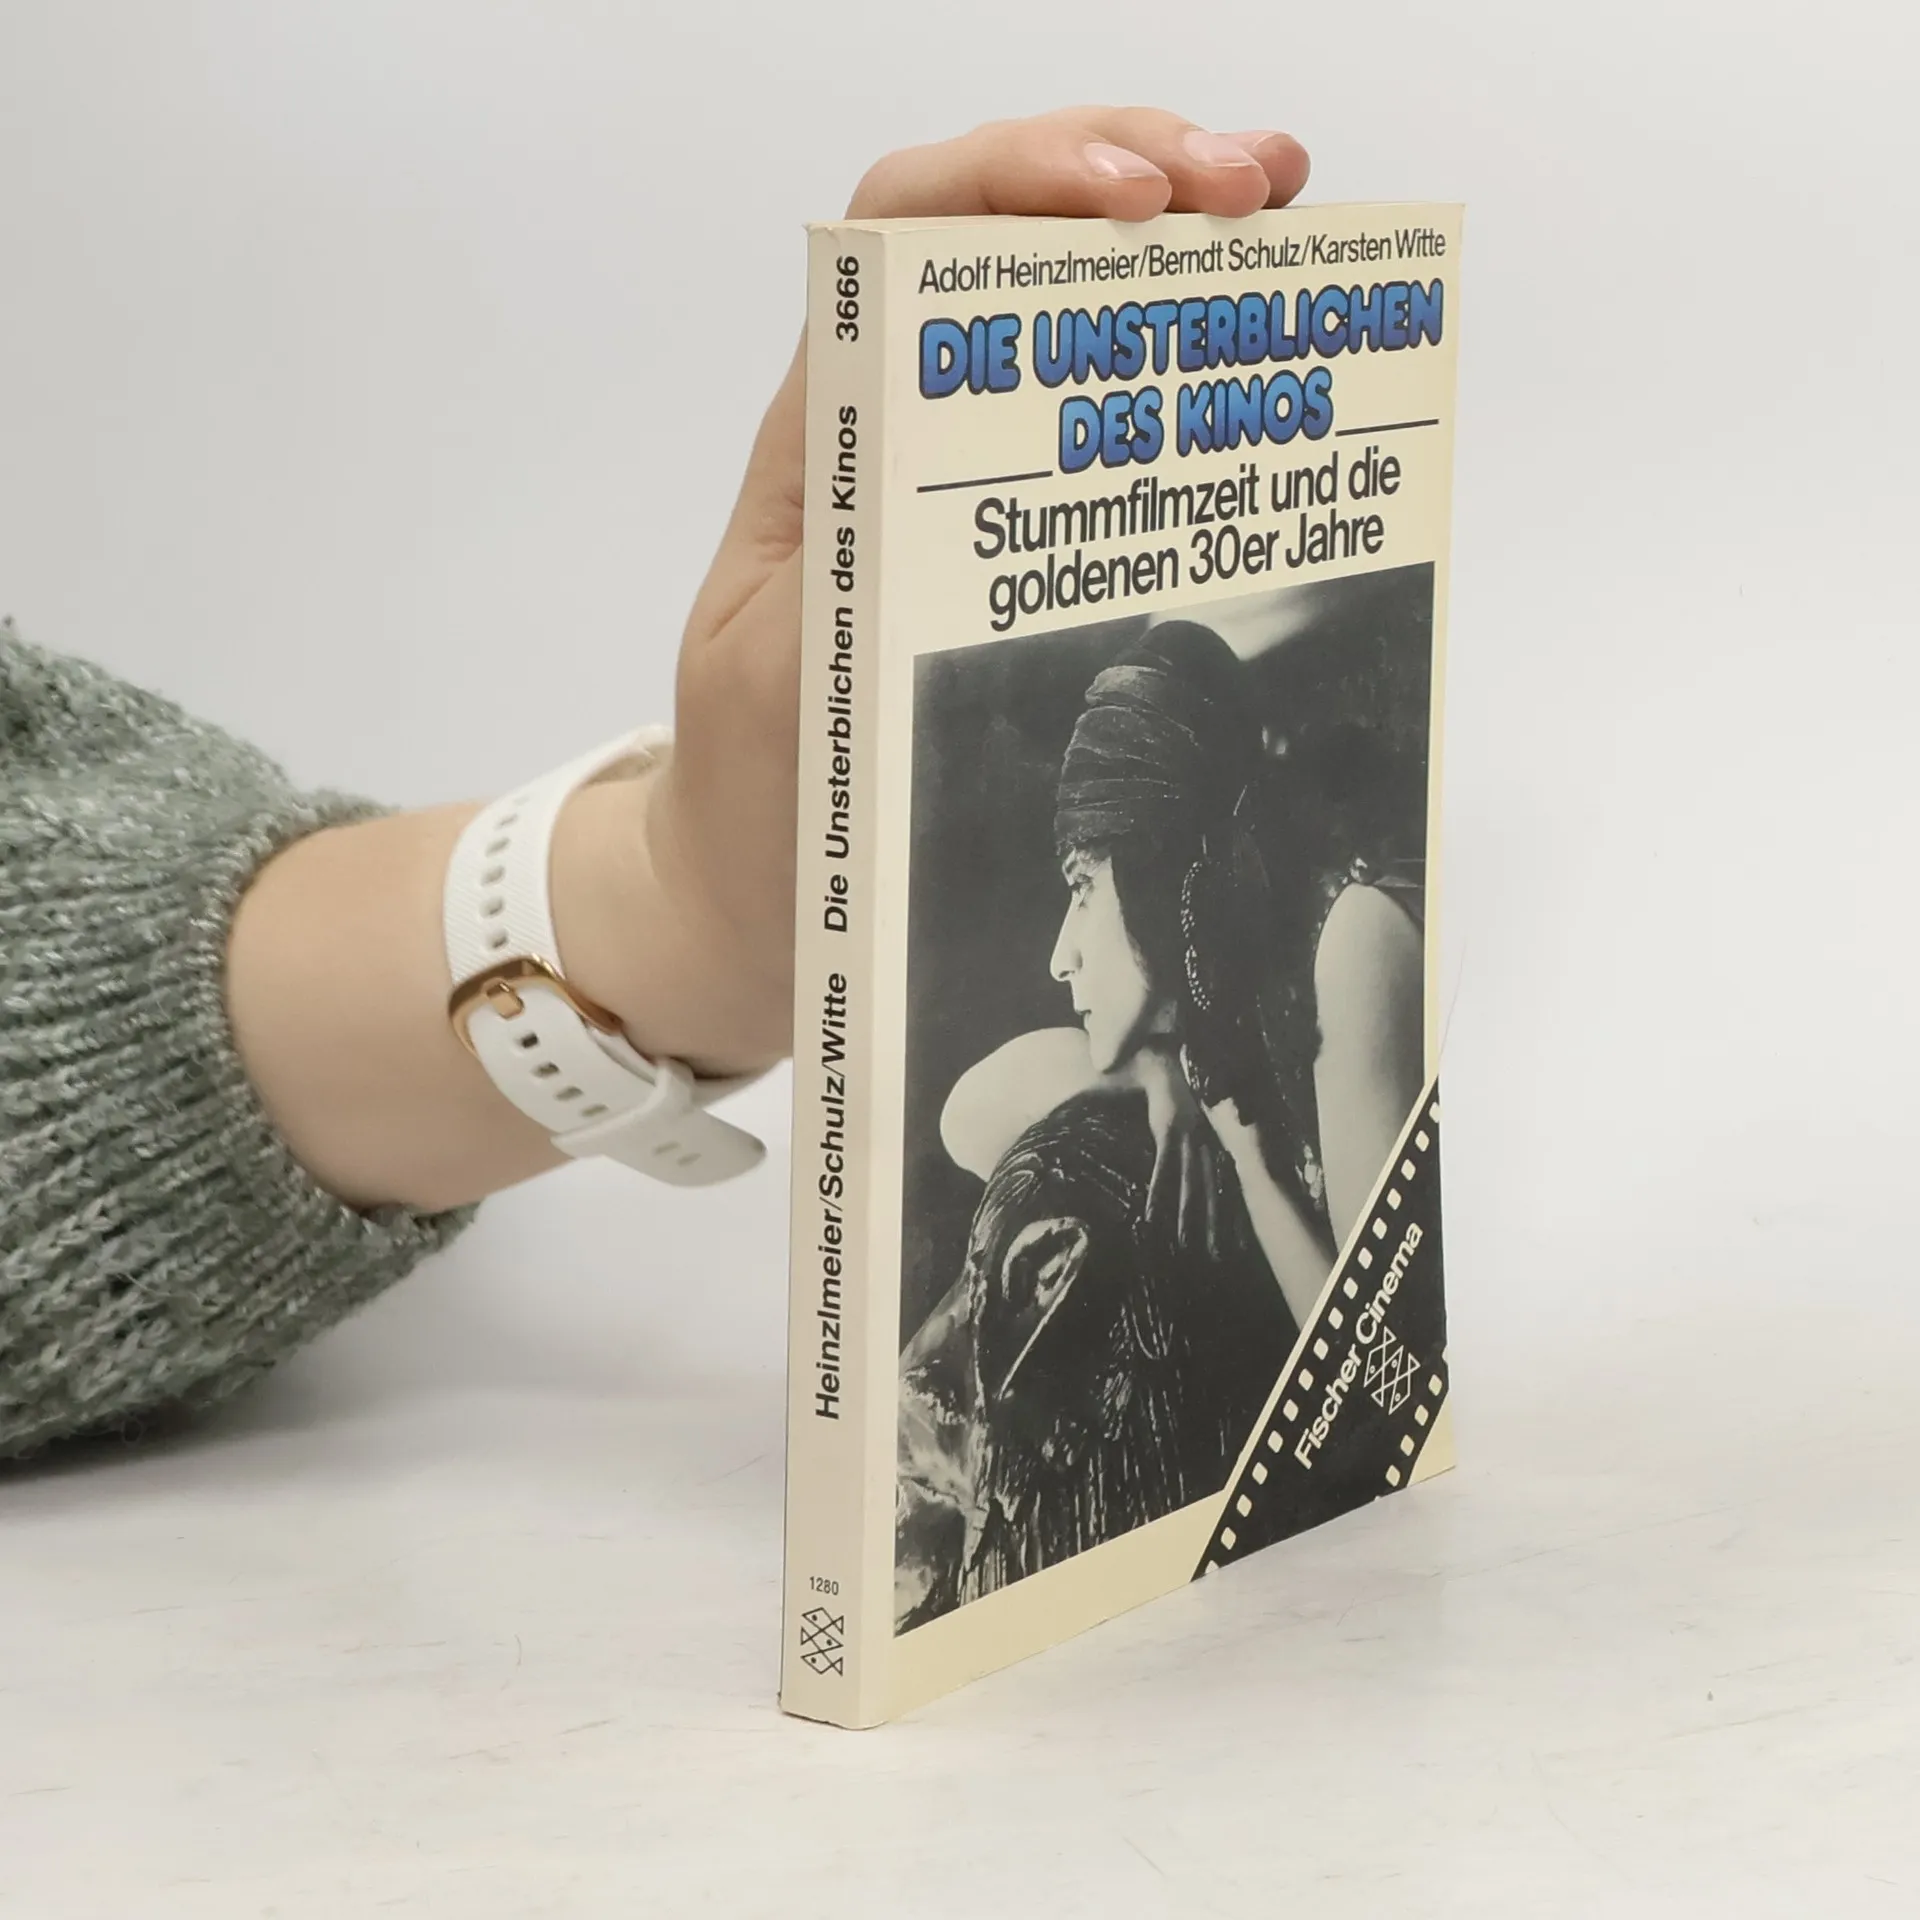 Adolf Heinzlmeier/Berndt Schulz/Karsten Witte
DIE UNSTERBLICHEN
DES KINOS
Stummfilmzeit und die
goldenen 30er Jahre
Fischer Cinema
Heinzlmeier/Schulz/Witte Die Unsterblichen des Kinos 3666
1280